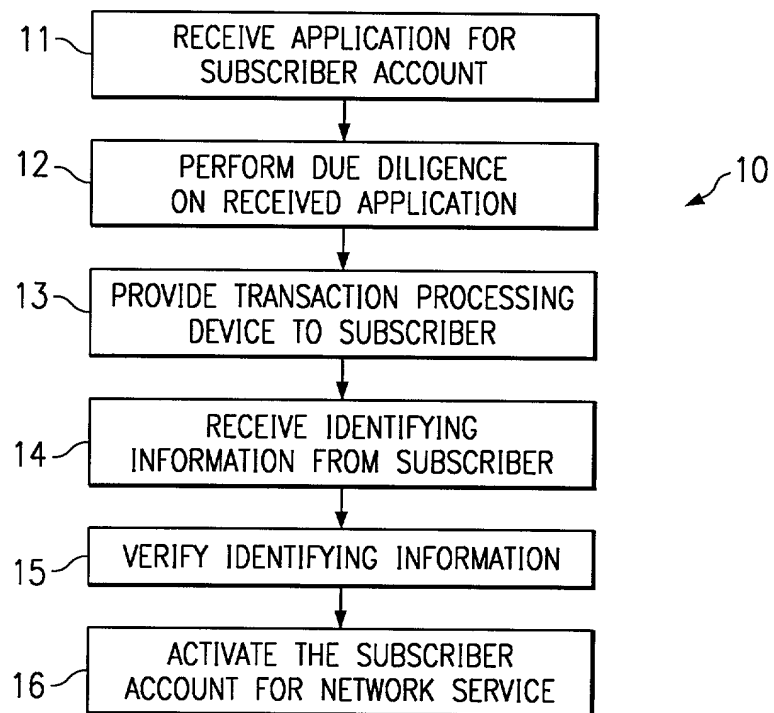 11
RECEIVE APPLICATION FOR
SUBSCRIBER ACCOUNT
12
PERFORM DUE DILIGENCE
ON RECEIVED APPLICATION
10
13
PROVIDE TRANSACTION PROCESSING
DEVICE TO SUBSCRIBER
14
RECEIVE IDENTIFYING
INFORMATION FROM SUBSCRIBER
15
VERIFY IDENTIFYING INFORMATION
16
ACTIVATE THE SUBSCRIBER
ACCOUNT FOR NETWORK SERVICE